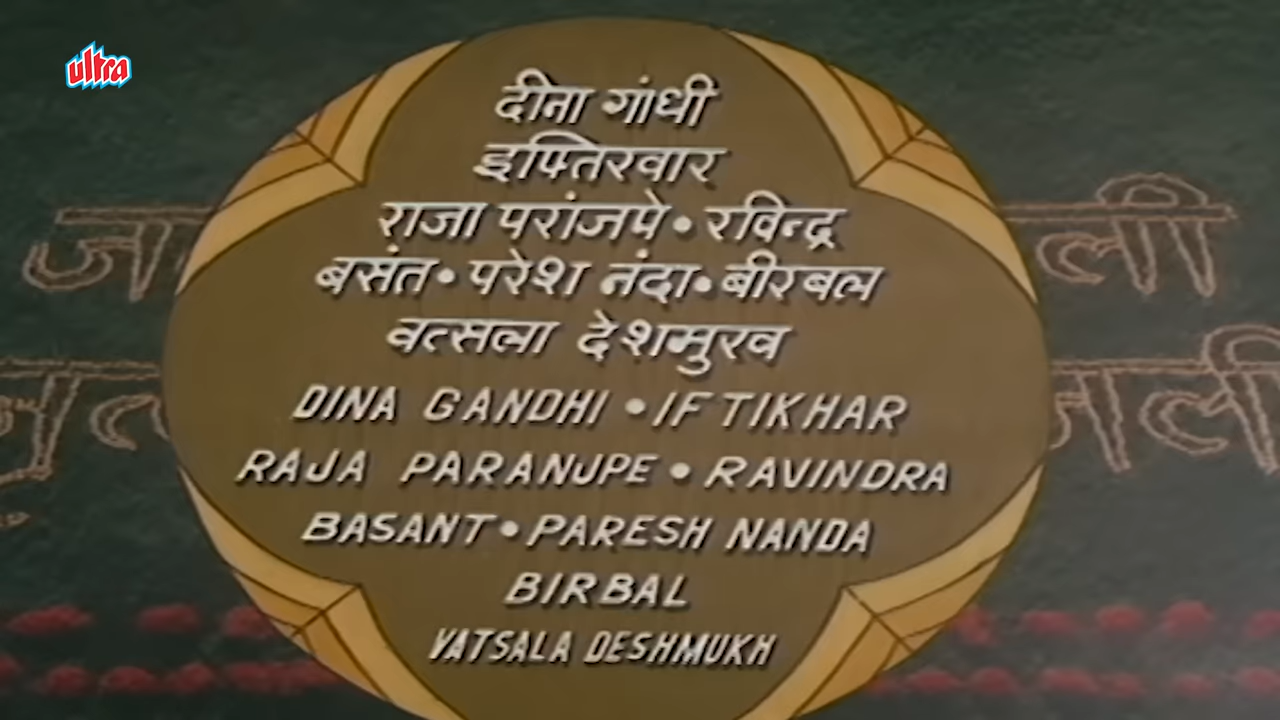 ultra
दीना गांधी
इफ्तिखार
राजा परांजपे • रविन्द्र
बसंत • परेश नंदा • बीरबल
वत्सला देशमुख
DINA GANDHI • IFTIKHAR
RAJA PARANJPE • RAVINDRA
BASANT • PARESH NANDA
BIRBAL
VATSALA DESHMUKH